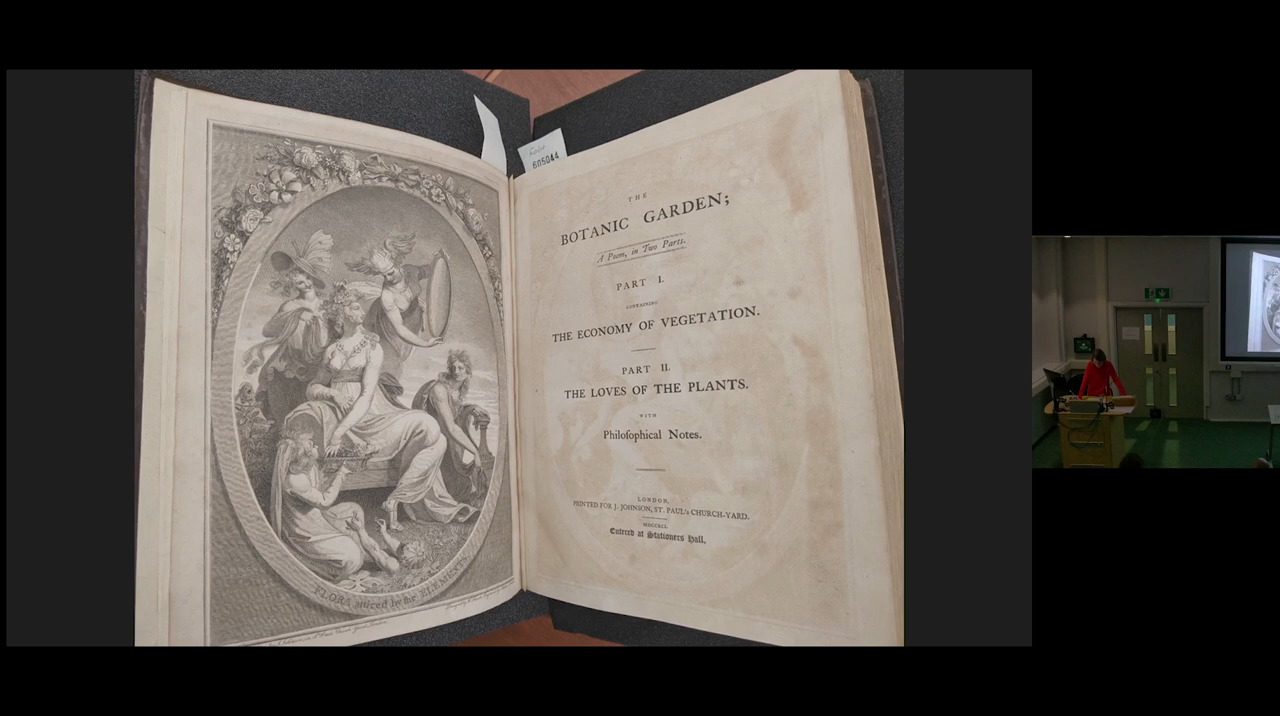 FLORA attired by the ELEMENTS
605044
THE
BOTANIC GARDEN;
A Poem, in Two Parts.
PART I.
CONTAINING
THE ECONOMY OF VEGETATION.
PART II.
THE LOVES OF THE PLANTS.
WITH
Philoſophical Notes.
LONDON,
PRINTED FOR J. JOHNSON, ST. PAUL's CHURCH-YARD.
MDCCXCI.
Entered at Stationers Hall.